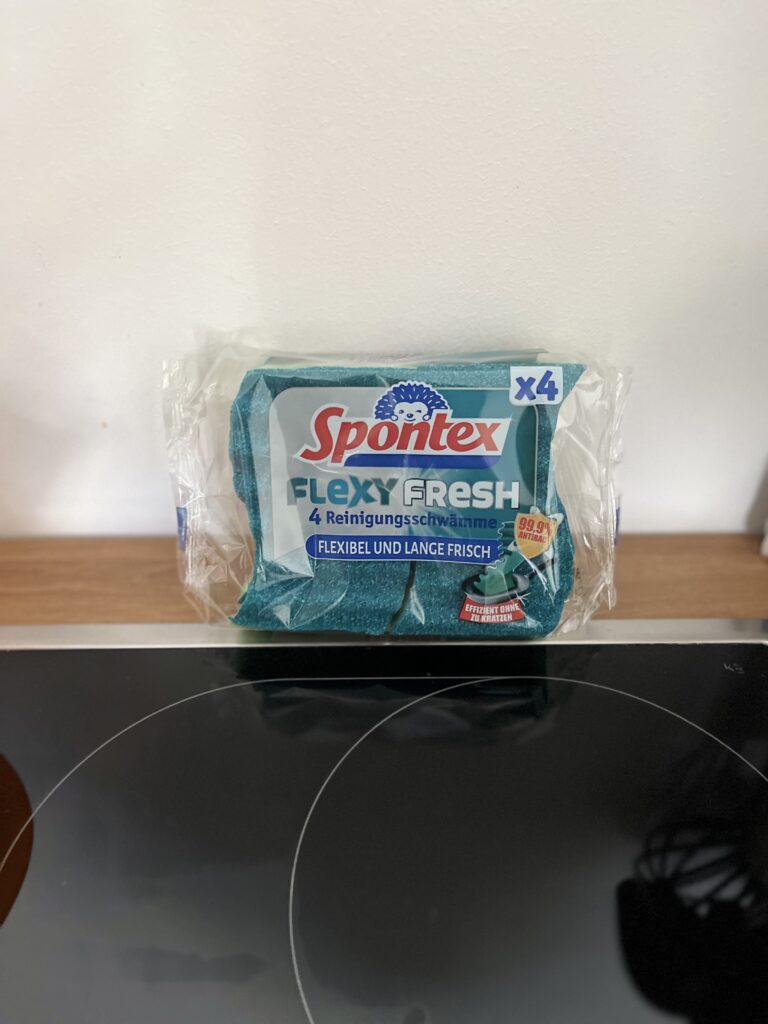 x4
Spontex
FLEXY FRESH
4 Reinigungsschwämme
FLEXIBEL UND LANGE FRISCH
99,9%
EFFIZIENT OHNE
ZU KRATZEN